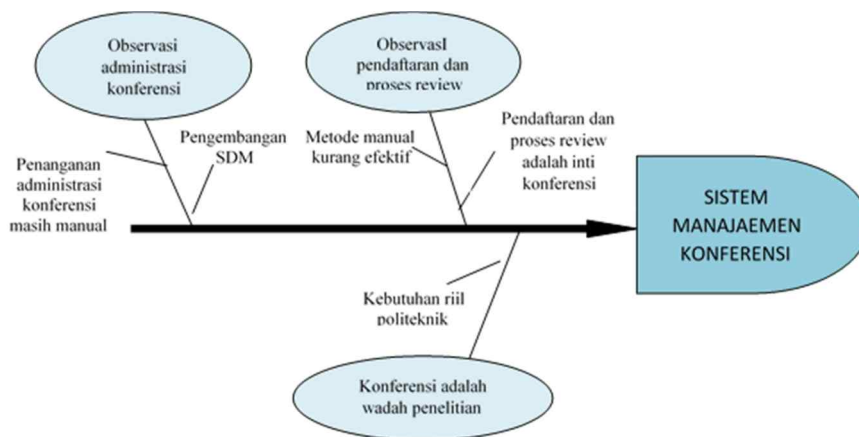 Observasi
administrasi
konferensi
ObservasI
pendaftaran dan
proses review
Penanganan
administrasi
konferensi
masih manual
Pengembangan
SDM
Metode manual
kurang efektif
Pendaftaran dan
proses review
adalah inti
konferensi
SISTEM
MANAJAEMEN
KONFERENSI
Kebutuhan riil
politeknik
Konferensi adalah
wadah penelitian